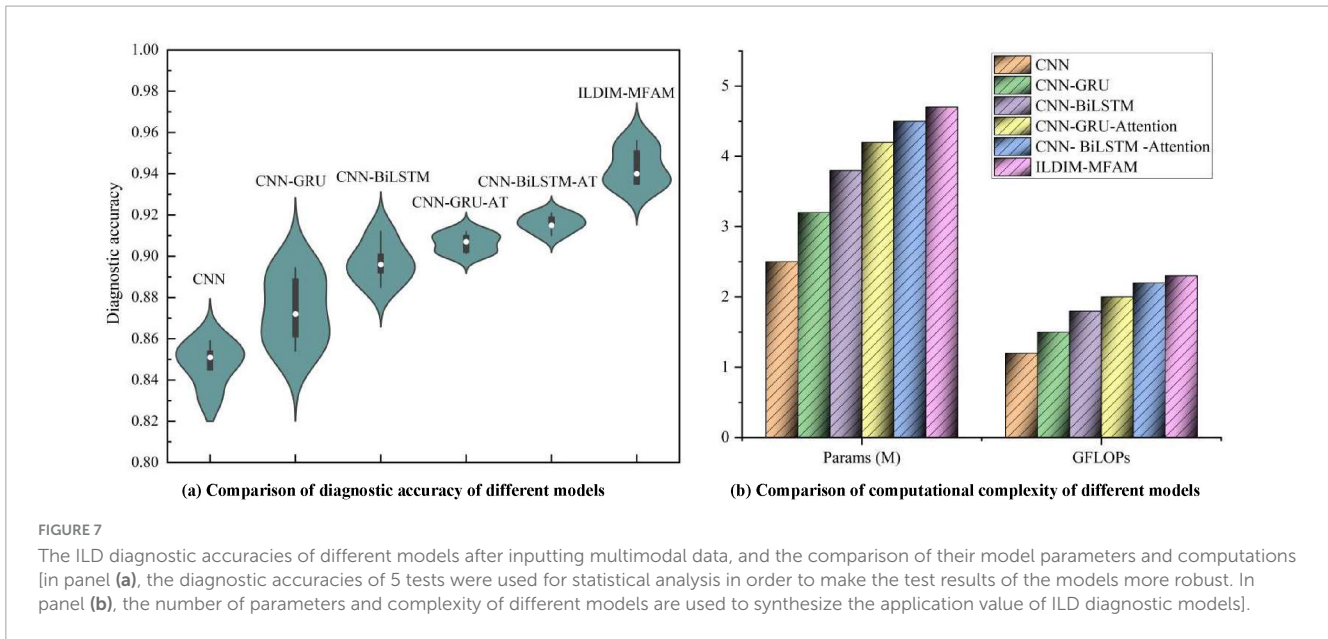 1.00
0.98
0.96
0.94
0.92
0.90
0.88
0.86
0.84
0.82
0.80
Diagnostic accuracy
CNN
CNN-GRU
CNN-BiLSTM
CNN-GRU-AT
CNN-BiLSTM-AT
ILDIM-MFAM
(a) Comparison of diagnostic accuracy of different models
5
4
3
2
1
0
CNN
CNN-GRU
CNN-BiLSTM
CNN-GRU-Attention
CNN- BiLSTM -Attention
ILDIM-MFAM
Params (M)
GFLOPs
(b) Comparison of computational complexity of different models
FIGURE 7
The ILD diagnostic accuracies of different models after inputting multimodal data, and the comparison of their model parameters and computations
[in panel (a), the diagnostic accuracies of 5 tests were used for statistical analysis in order to make the test results of the models more robust. In
panel (b), the number of parameters and complexity of different models are used to synthesize the application value of ILD diagnostic models].